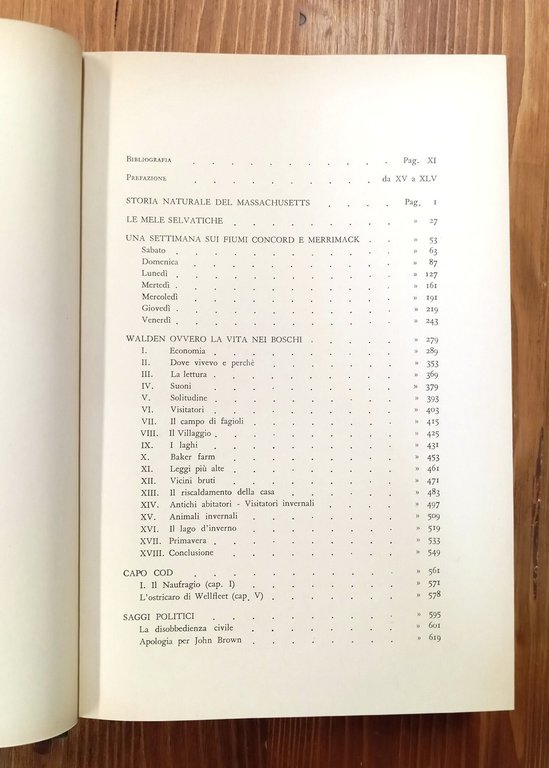 Bibliografia . . . . . . . . . . . Pag. XI
Prefazione . . . . . . . . . . da XV a XLV
STORIA NATURALE DEL MASSACHUSETTS . . . . Pag. 1
LE MELE SELVATICHE . . . . . . . . . » 27
UNA SETTIMANA SUI FIUMI CONCORD E MERRIMACK . . » 53
Sabato . . . . . . . . . . . » 63
Domenica . . . . . . . . . . » 87
Lunedì . . . . . . . . . . . » 127
Mertedì . . . . . . . . . . . » 161
Mercoledì . . . . . . . . . . » 191
Giovedì . . . . . . . . . . . » 219
Venerdì . . . . . . . . . . . » 243
WALDEN OVVERO LA VITA NEI BOSCHI . . . . . » 279
I. Economia . . . . . . . . . » 289
II. Dove vivevo e perchè . . . . . . . » 353
III. La lettura . . . . . . . . . » 369
IV. Suoni . . . . . . . . . . » 379
V. Solitudine . . . . . . . . . » 393
VI. Visitatori . . . . . . . . . » 403
VII. Il campo di fagioli . . . . . . . » 415
VIII. Il Villaggio . . . . . . . . . » 425
IX. I laghi . . . . . . . . . . » 431
X. Baker farm . . . . . . . . . » 453
XI. Leggi più alte . . . . . . . . » 461
XII. Vicini bruti . . . . . . . . . » 471
XIII. Il riscaldamento della casa . . . . . » 483
XIV. Antichi abitatori - Visitatori invernali . . . . » 497
XV. Animali invernali . . . . . . . . » 509
XVI. Il lago d'inverno . . . . . . . . » 519
XVII. Primavera . . . . . . . . . » 533
XVIII. Conclusione . . . . . . . . . » 549
CAPO COD . . . . . . . . . . . » 561
I. Il Naufragio (cap. I) . . . . . . . . » 571
L'ostricaro di Wellfleet (cap. V) . . . . . . » 578
SAGGI POLITICI . . . . . . . . . . » 595
La disobbedienza civile . . . . . . . . » 601
Apologia per John Brown . . . . . . . » 619